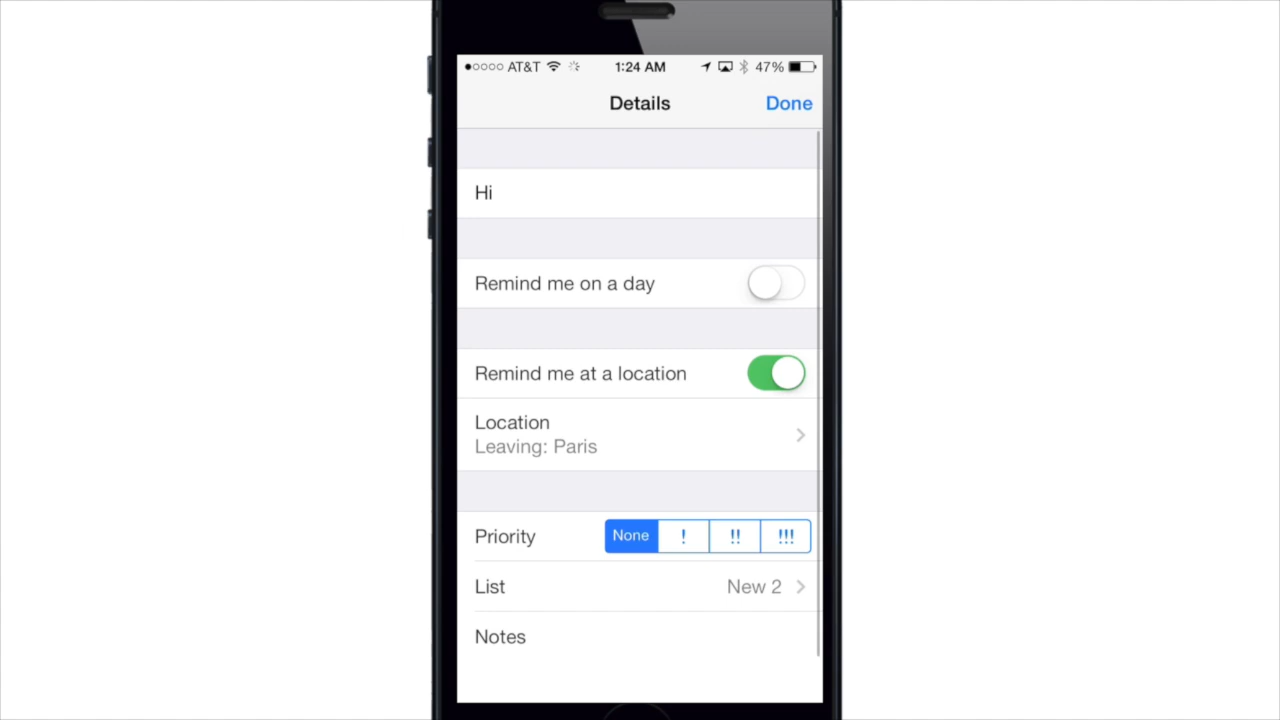 AT&T 1:24 AM 47%
Details Done
Hi
Remind me on a day
Remind me at a location
Location
Leaving: Paris
Priority None ! !! !!!
List New 2
Notes